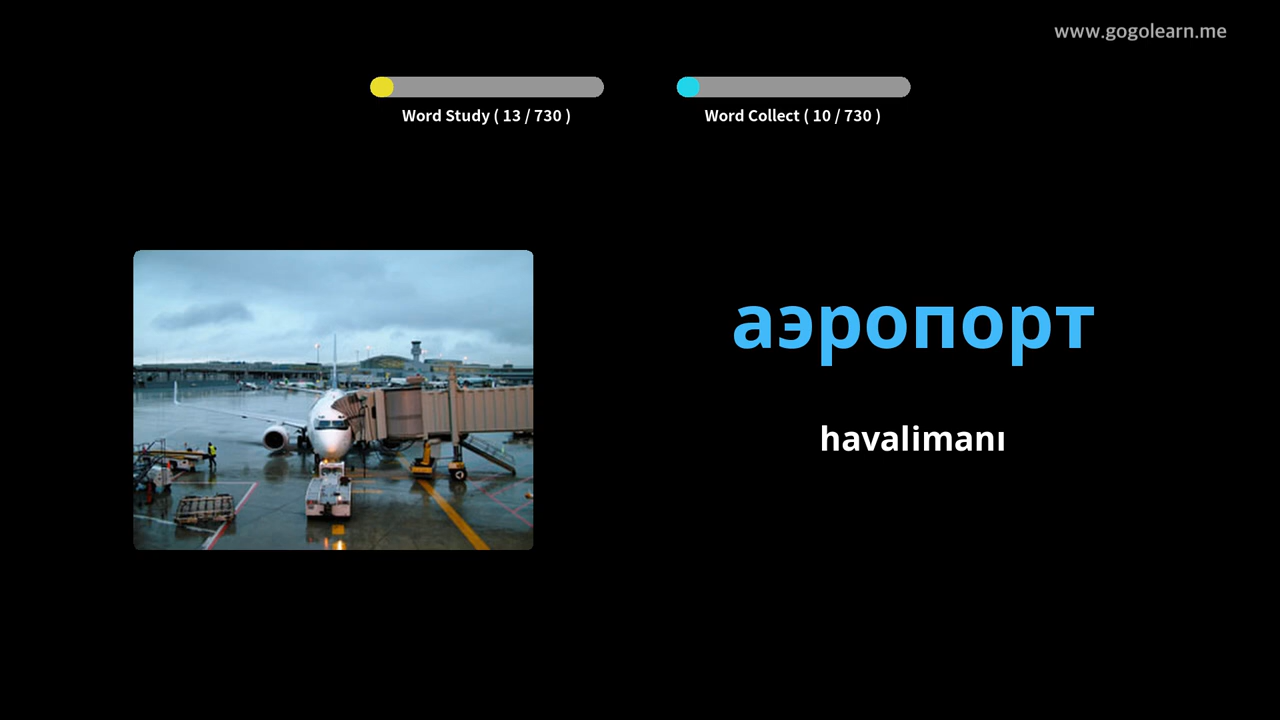 www.gogolearn.me
Word Study ( 13 / 730 )
Word Collect ( 10 / 730 )
аэропорт
havalimanı